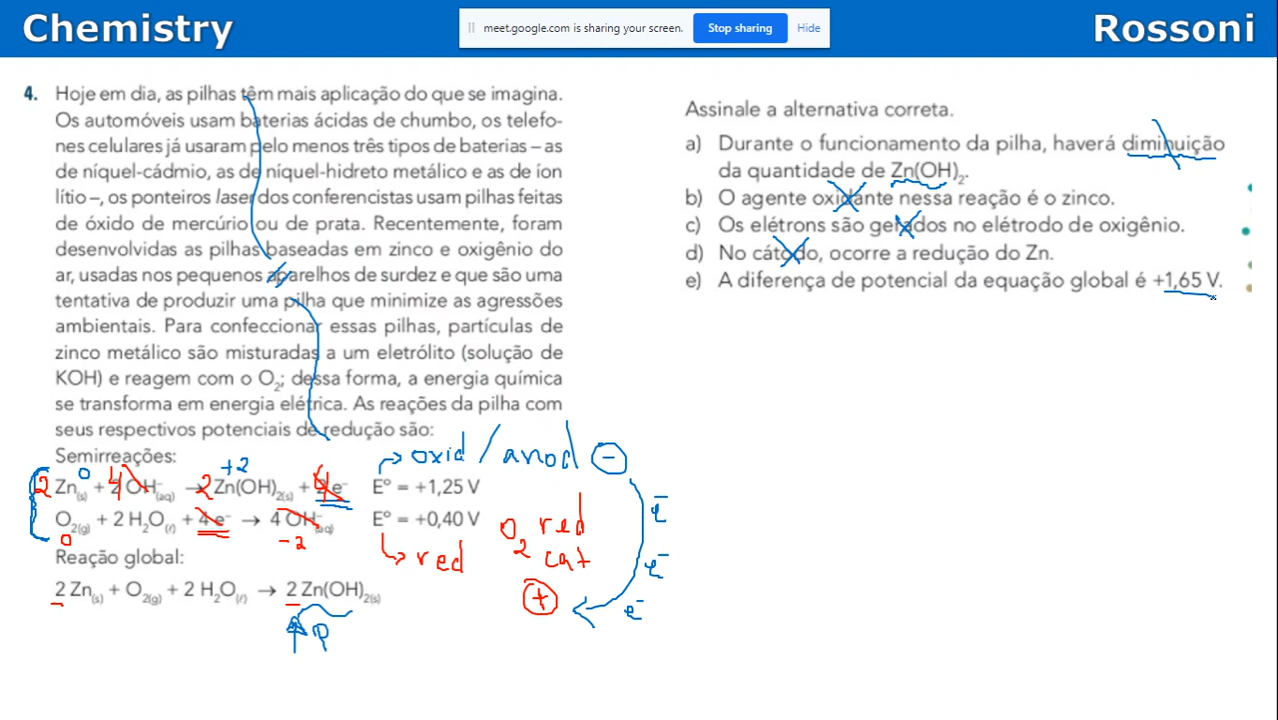 Chemistry
meet.google.com is sharing your screen. Stop sharing Hide
Rossoni
4. Hoje em dia, as pilhas têm mais aplicação do que se imagina.
Os automóveis usam baterias ácidas de chumbo, os telefo-
nes celulares já usaram pelo menos três tipos de baterias – as
de níquel-cádmio, as de níquel-hidreto metálico e as de íon
lítio –, os ponteiros laser dos conferencistas usam pilhas feitas
de óxido de mercúrio ou de prata. Recentemente, foram
desenvolvidas as pilhas baseadas em zinco e oxigênio do
ar, usadas nos pequenos aparelhos de surdez e que são uma
tentativa de produzir uma pilha que minimize as agressões
ambientais. Para confeccionar essas pilhas, partículas de
zinco metálico são misturadas a um eletrólito (solução de
KOH) e reagem com o O₂; dessa forma, a energia química
se transforma em energia elétrica. As reações da pilha com
seus respectivos potenciais de redução são:
Semirreações:
oxid / anod –
0 +2
2 Zn(s) + 4 2 OH⁻(aq) → 2 Zn(OH)₂(s) + 4 2 e⁻ E° = +1,25 V
O₂(g) + 2 H₂O(ℓ) + 4 e⁻ → 4 OH⁻(aq) E° = +0,40 V
0 -2
red
O₂ red
cat
+
e⁻
e⁻
e⁻
Reação global:
2 Zn(s) + O₂(g) + 2 H₂O(ℓ) → 2 Zn(OH)₂(s)
↑ P
Assinale a alternativa correta.
a) Durante o funcionamento da pilha, haverá diminuição
da quantidade de Zn(OH)₂.
b) O agente oxidante nessa reação é o zinco.
c) Os elétrons são gerados no elétrodo de oxigênio.
d) No cátodo, ocorre a redução do Zn.
e) A diferença de potencial da equação global é +1,65 V.